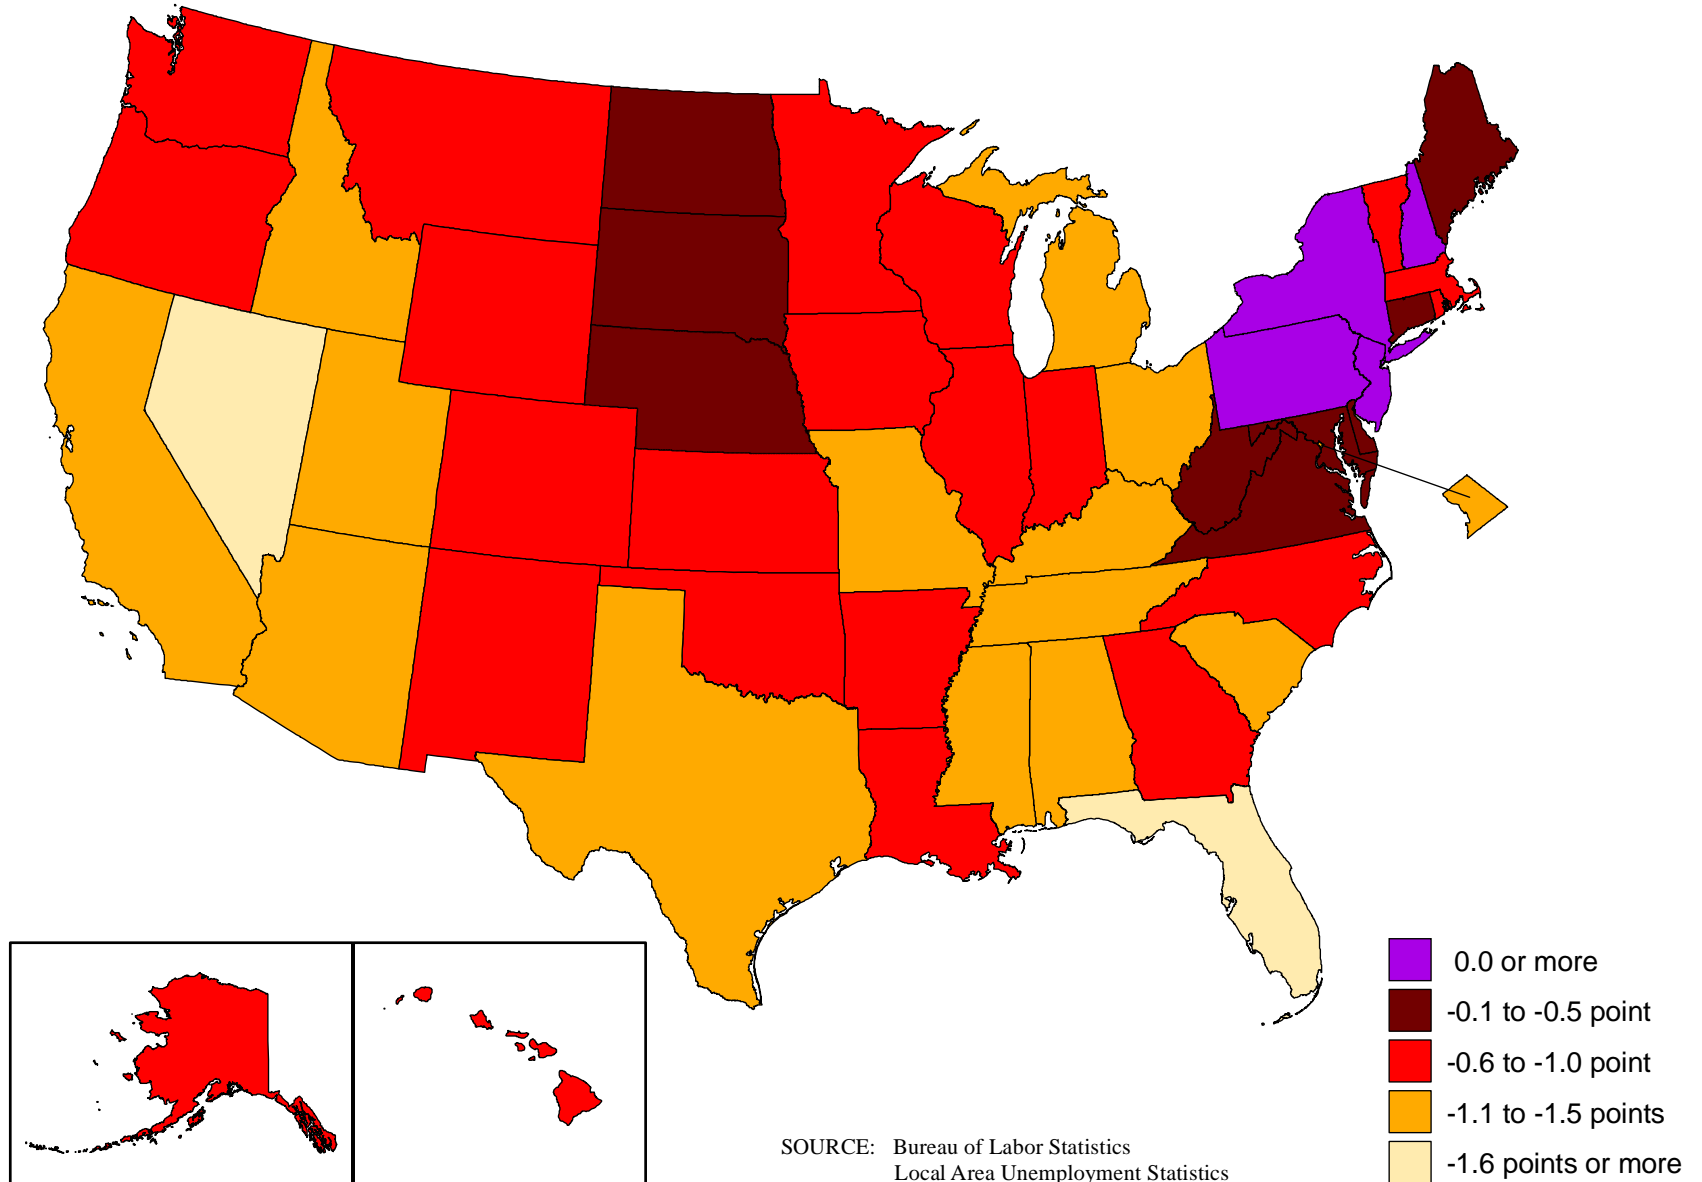 0.0 or more
-0.1 to -0.5 point
-0.6 to -1.0 point
-1.1 to -1.5 points
-1.6 points or more
SOURCE: Bureau of Labor Statistics
Local Area Unemployment Statistics